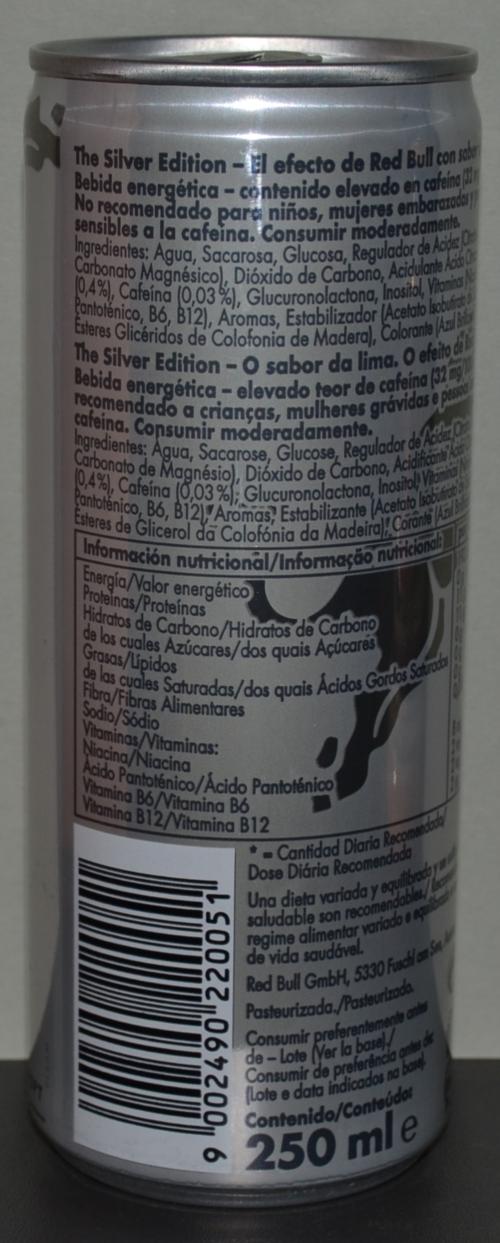 The Silver Edition – El efecto de Red Bull con sabor
Bebida energética – contenido elevado en cafeína (32
No recomendado para niños, mujeres embarazadas y
sensibles a la cafeína. Consumir moderadamente.
Ingredientes: Agua, Sacarosa, Glucosa, Regulador de Acidez (Citrato
Carbonato Magnésico), Dióxido de Carbono, Acidulante Ácido
(0,4%), Cafeína (0,03%), Glucuronolactona, Inositol, Vitaminas
Pantoténico, B6, B12), Aromas, Estabilizador (Acetato Isobutirato de
Ésteres Glicéridos de Colofonia de Madera), Colorante (Azul
The Silver Edition – O sabor da lima. O efeito de
Bebida energética – elevado teor de cafeína (32 mg/
recomendado a crianças, mulheres grávidas e pessoas
cafeína. Consumir moderadamente.
Ingredientes: Água, Sacarose, Glucose, Regulador de Acidez
Carbonato de Magnésio), Dióxido de Carbono, Acidificante Ácido
(0,4%), Cafeína (0,03%), Glucuronolactona, Inositol, Vitaminas
Pantoténico, B6, B12), Aromas, Estabilizante (Acetato Isobutirato de
Ésteres de Glicerol da Colofónia da Madeira), Corante (Azul
Información nutricional/Informação nutricional:
Energía/Valor energético
Proteínas/Proteínas
Hidratos de Carbono/Hidratos de Carbono
de los cuales Azúcares/dos quais Açúcares
Grasas/Lípidos
de las cuales Saturadas/dos quais Ácidos Gordos Saturados
Fibra/Fibras Alimentares
Sodio/Sódio
Vitaminas/Vitaminas:
Niacina/Niacina
Ácido Pantoténico/Ácido Pantoténico
Vitamina B6/Vitamina B6
Vitamina B12/Vitamina B12
* = Cantidad Diaria Recomendada/
Dose Diária Recomendada
Una dieta variada y equilibrada y un
saludable son recomendables./
regime alimentar variado e equilibrado
de vida saudável.
Red Bull GmbH, 5330 Fuschl am See,
Pasteurizada./Pasteurizado.
Consumir preferentemente antes
de – Lote (Ver la base)./
Consumir de preferência antes de:
(Lote e data indicados na base).
Contenido/Conteúdo:
250 ml e
9 002490 220051